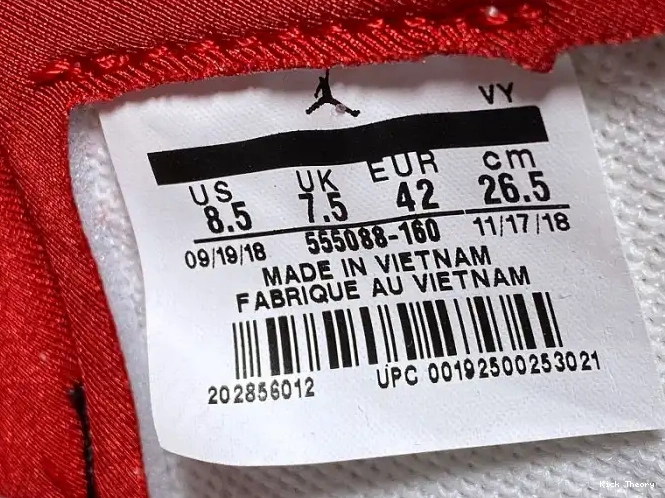 VY
US UK EUR cm
8.5 7.5 42 26.5
09/19/18 555088-160 11/17/18
MADE IN VIETNAM
FABRIQUE AU VIETNAM
202856012 UPC 00192500253021
Nick Theory